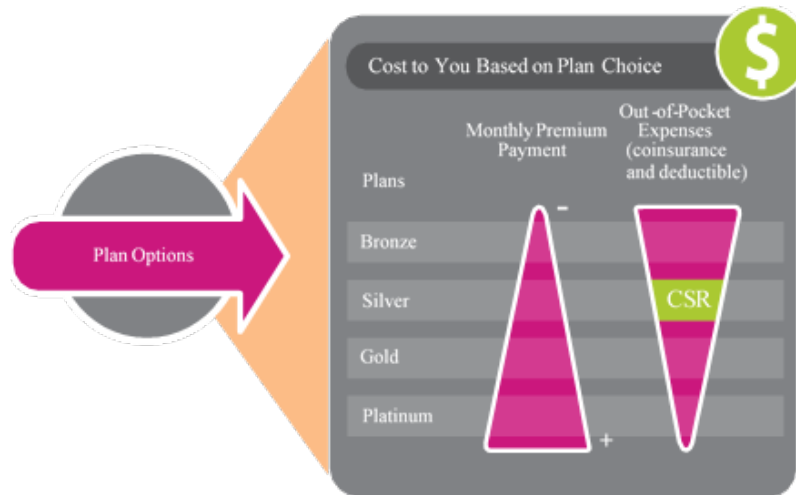 $
Cost to You Based on Plan Choice
Monthly Premium
Payment
Out-of-Pocket
Expenses
(coinsurance
and deductible)
Plans
-
Bronze
Plan Options
Silver
CSR
Gold
Platinum
+